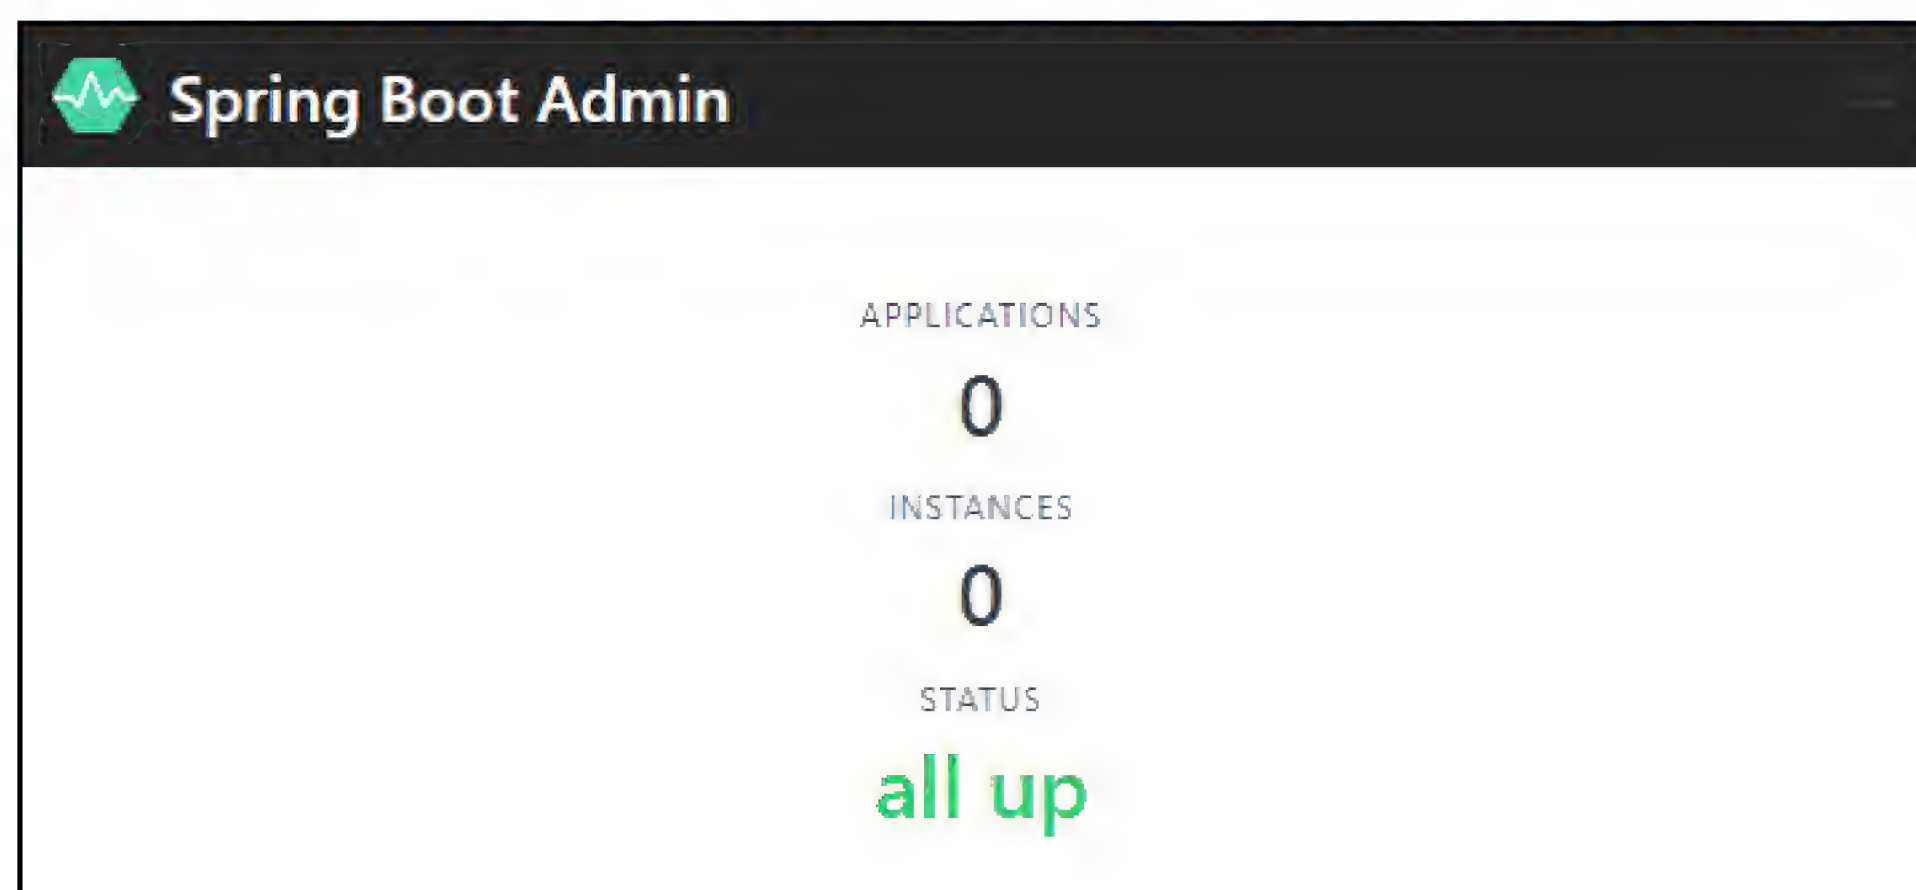 Spring Boot Admin
APPLICATIONS
0
INSTANCES
0
STATUS
all up